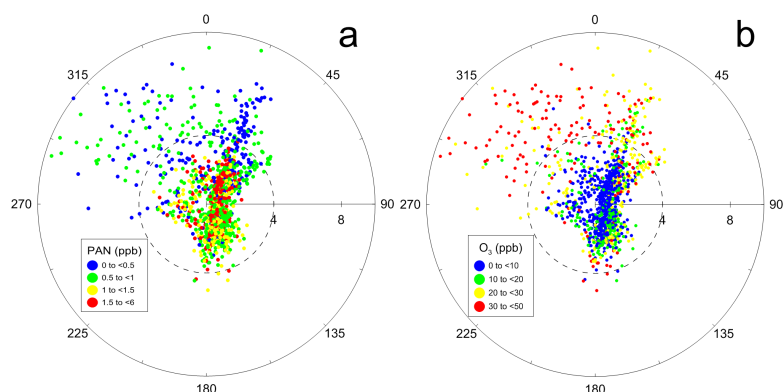 a
0
45
90
135
180
225
270
315
4
8
PAN (ppb)
0 to <0.5
0.5 to <1
1 to <1.5
1.5 to <6
b
0
45
90
135
180
225
270
315
4
8
O3 (ppb)
0 to <10
10 to <20
20 to <30
30 to <50